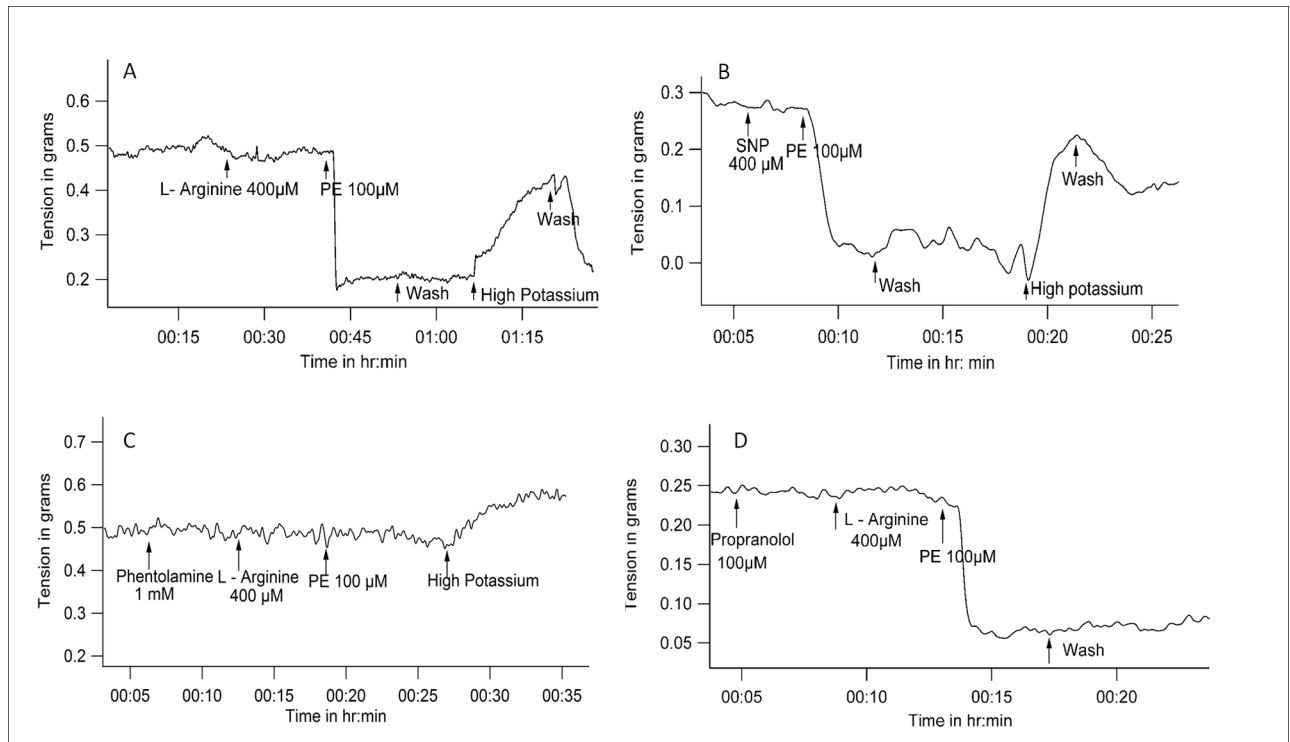 A
Tension in grams
0.6
0.5
0.4
0.3
0.2
L- Arginine 400µM
PE 100µM
Wash
Wash
High Potassium
00:15
00:30
00:45
01:00
01:15
Time in hr:min
B
Tension in grams
0.3
0.2
0.1
0.0
SNP
400 µM
PE 100µM
Wash
Wash
High potassium
00:05
00:10
00:15
00:20
00:25
Time in hr: min
C
Tension in grams
0.7
0.6
0.5
0.4
0.3
0.2
Phentolamine
1 mM
L - Arginine
400 µM
PE 100 µM
High Potassium
00:05
00:10
00:15
00:20
00:25
00:30
00:35
Time in hr:min
D
Tension in grams
0.30
0.25
0.20
0.15
0.10
0.05
Propranolol
100µM
L - Arginine
400µM
PE 100µM
Wash
00:05
00:10
00:15
00:20
Time in hr:min